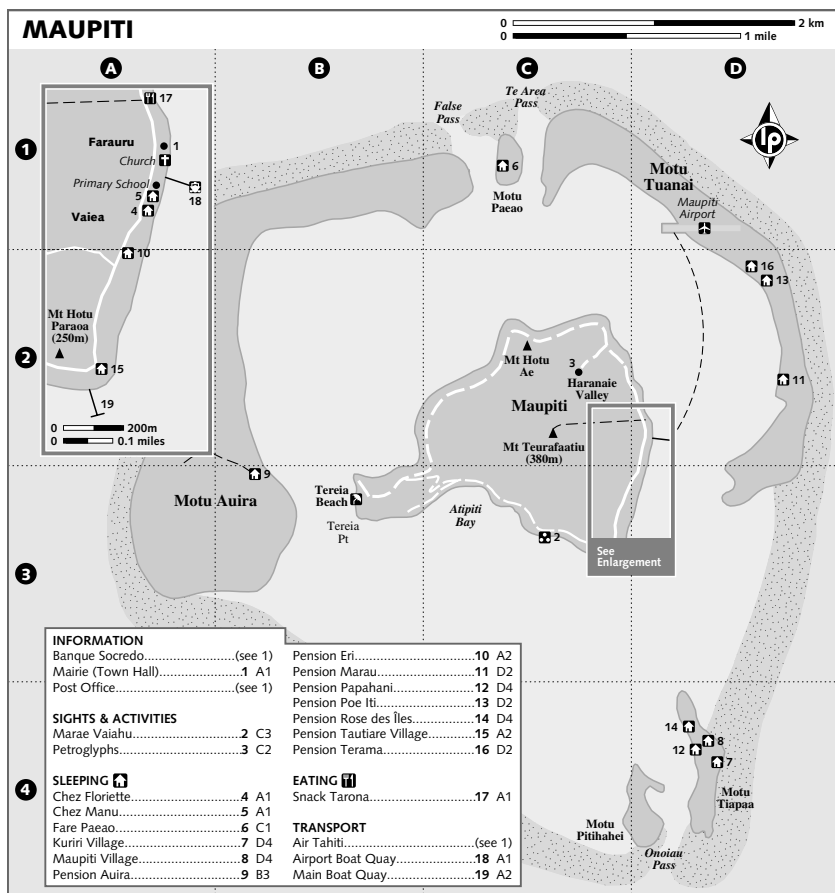 MAUPITI
0 2 km
0 1 mile
A B C D
1
2
3
4
17
Farauru
1
Church
Primary School
5
18
Vaiea
4
10
Mt Hotu
Paraoa
(250m)
15
19
0 200m
0 0.1 miles
False
Pass
Te Area
Pass
6
Motu
Paeao
lp
Motu
Tuanai
Maupiti
Airport
16
13
11
Mt Hotu
Ae
3
Haranaie
Valley
Maupiti
Mt Teurafaatiu
(380m)
9
Motu Auira
Tereia
Beach
Tereia
Pt
Atipiti
Bay
2
See
Enlargement
14
8
12
7
Motu
Tiapaa
Motu
Pitihahei
Onoiau
Pass
INFORMATION
Banque Socredo..............................(see 1)
Mairie (Town Hall)..........................1 A1
Post Office.......................................(see 1)
SIGHTS & ACTIVITIES
Marae Vaiahu..................................2 C3
Petroglyphs.....................................3 C2
SLEEPING
Chez Floriette..................................4 A1
Chez Manu......................................5 A1
Fare Paeao......................................6 C1
Kuriri Village....................................7 D4
Maupiti Village................................8 D4
Pension Auira..................................9 B3
Pension Eri.....................................10 A2
Pension Marau................................11 D2
Pension Papahani............................12 D4
Pension Poe Iti................................13 D2
Pension Rose des Îles......................14 D4
Pension Tautiare Village..................15 A2
Pension Terama...............................16 D2
EATING
Snack Tarona..................................17 A1
TRANSPORT
Air Tahiti........................................(see 1)
Airport Boat Quay...........................18 A1
Main Boat Quay..............................19 A2